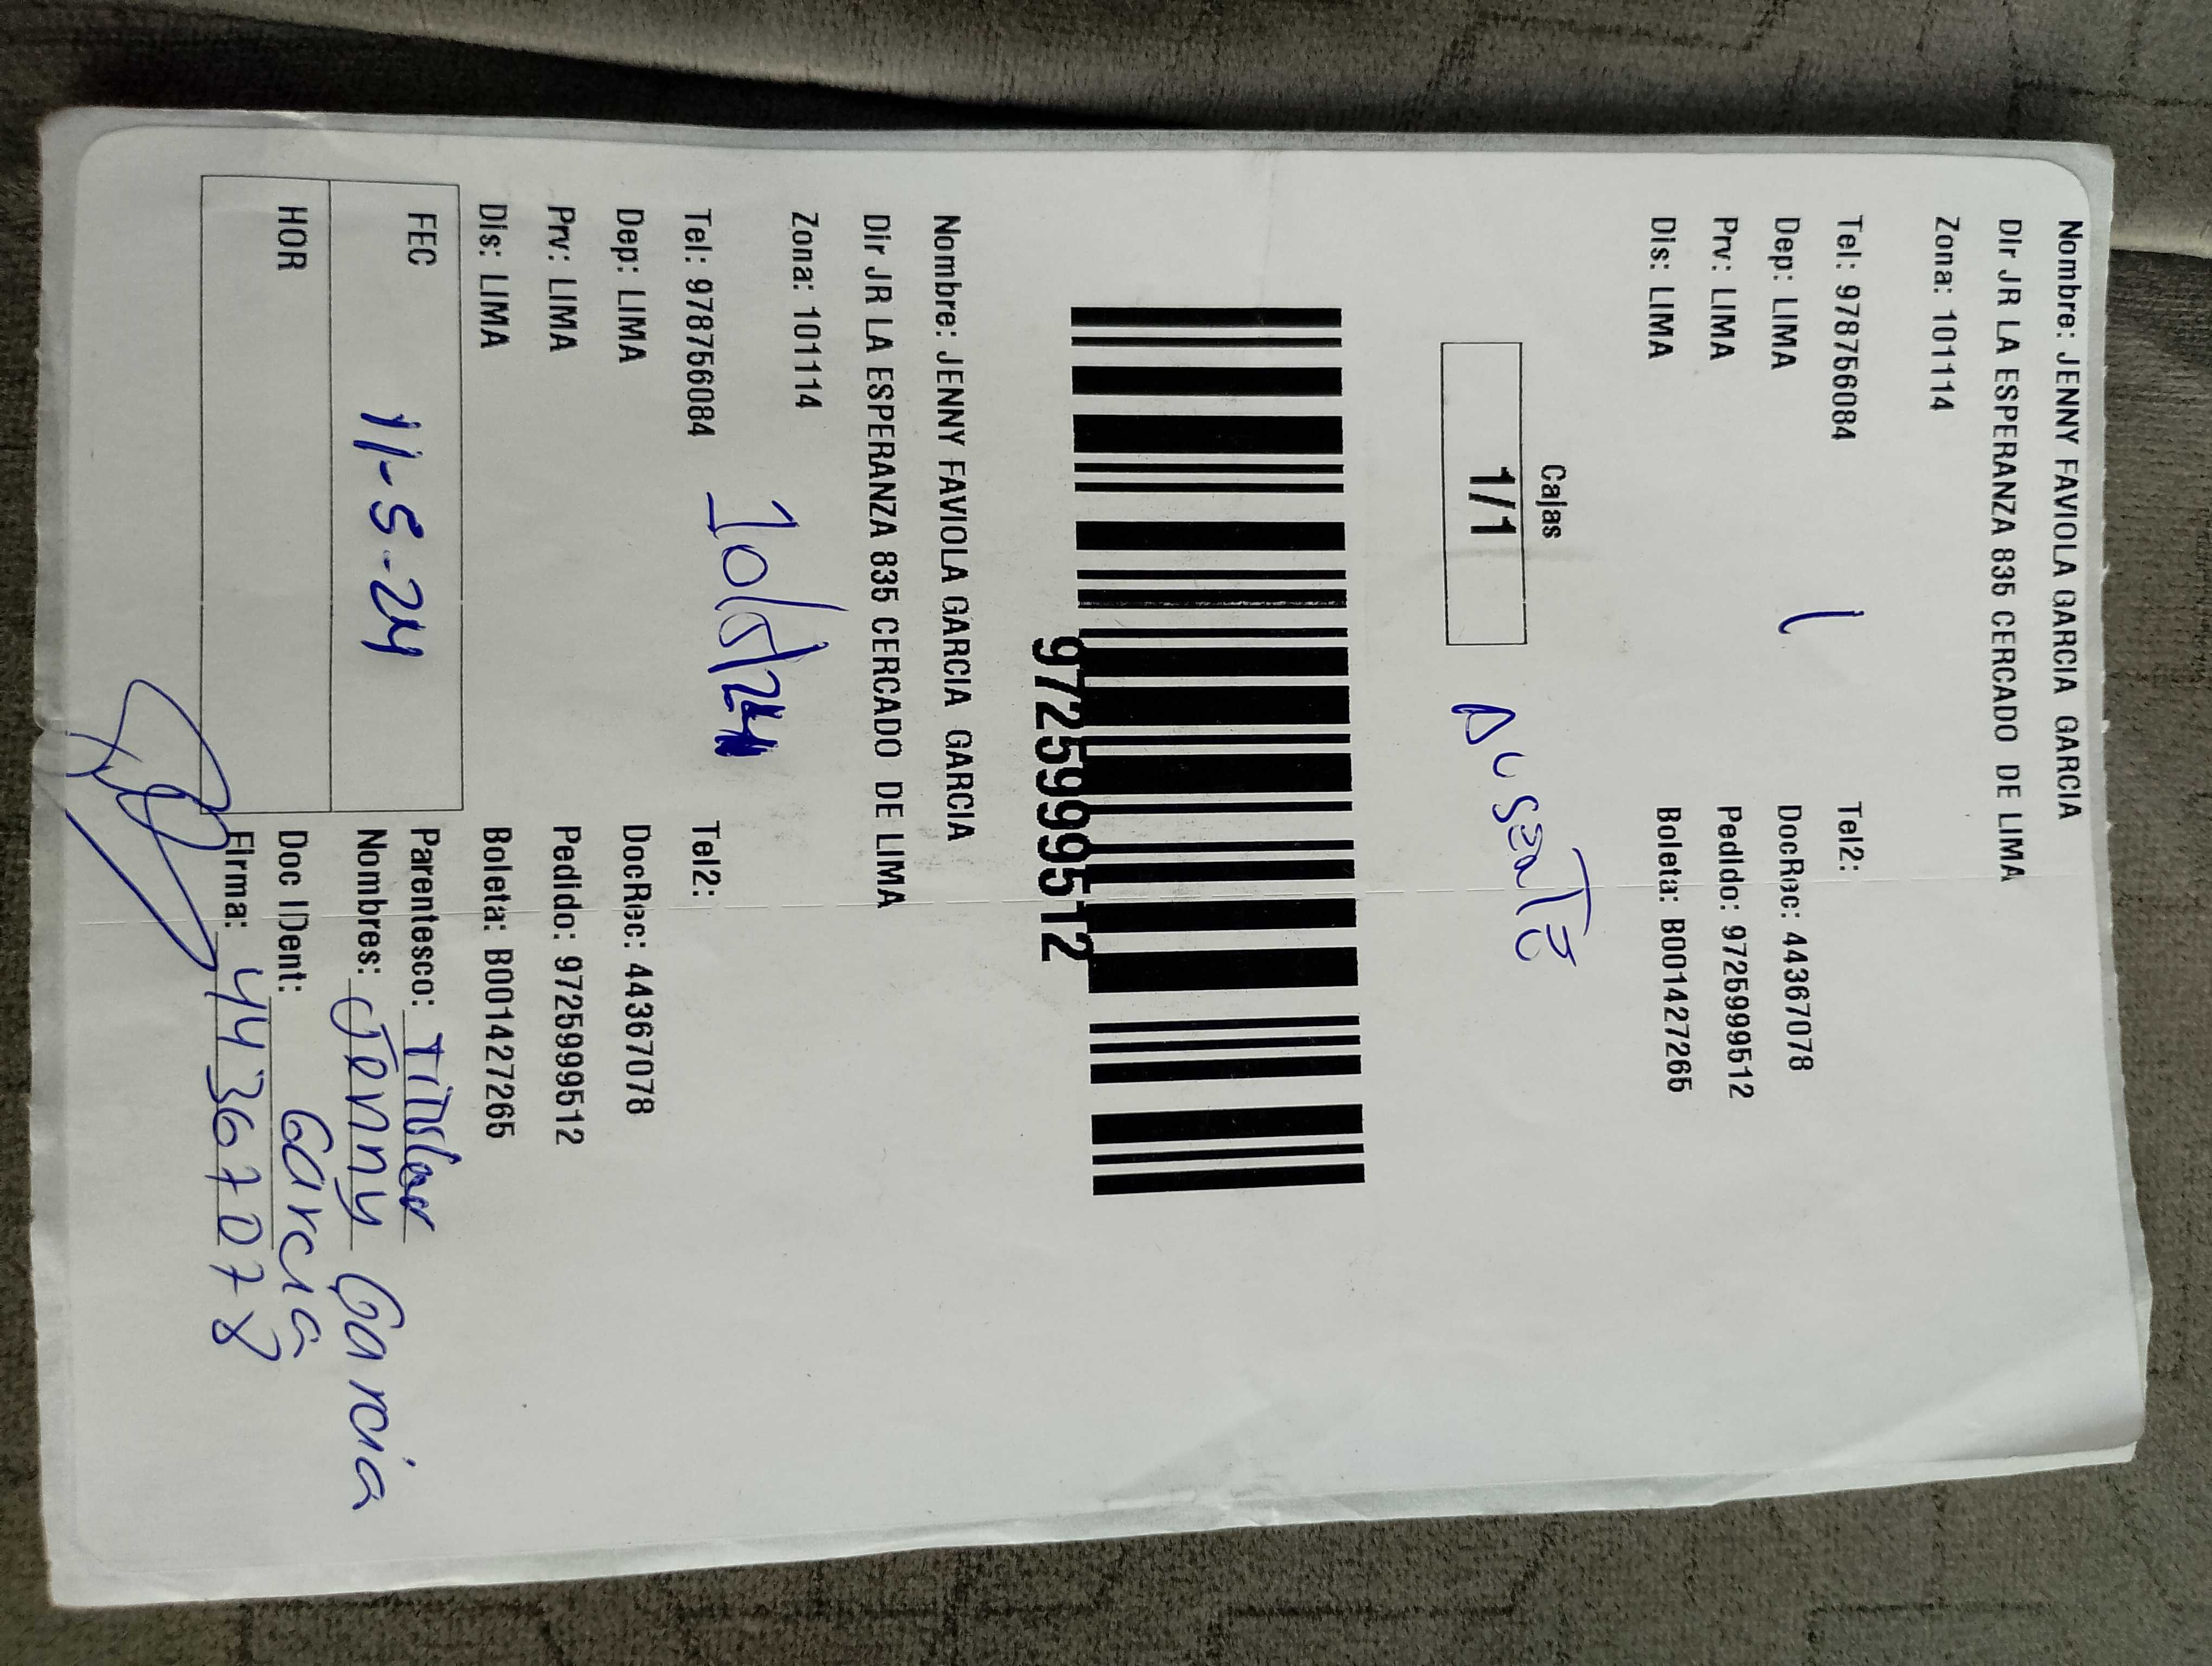 Nombre: JENNY FAVIOLA GARCIA GARCIA
Dir JR LA ESPERANZA 835 CERCADO DE LIMA
Zona: 101114
Tel: 978756084 Tel2:
Dep: LIMA DocRec: 44367078
Prv: LIMA Pedido: 97259999512
Dis: LIMA Boleta: B001427265
Cajas
1/1 Ausente
97259999512
Nombre: JENNY FAVIOLA GARCIA GARCIA
Dir JR LA ESPERANZA 835 CERCADO DE LIMA
Zona: 101114
10/5/24
Tel: 978756084 Tel2:
Dep: LIMA DocRec: 44367078
Prv: LIMA Pedido: 97259999512
Dis: LIMA Boleta: B001427265
FEC 11-5-24 Parentesco: Titular
Nombres: Jenny Garcia
HOR Doc IDent: Garcia
Firma: 44367078